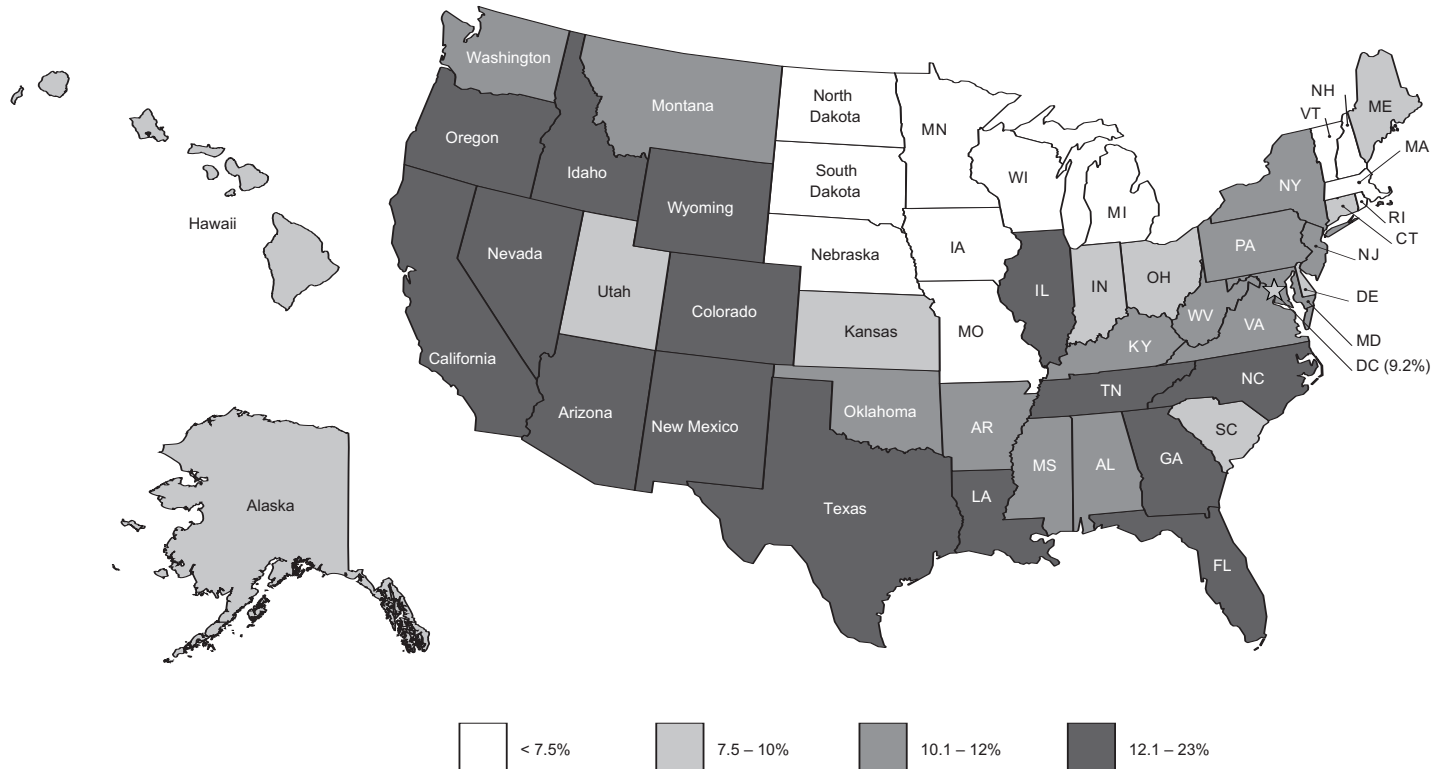 Washington
Montana
North
Dakota
MN
NH
VT
ME
MA
Oregon
Idaho
South
Dakota
WI
MI
NY
RI
CT
Wyoming
Hawaii
Nevada
Nebraska
IA
PA
NJ
Utah
IL
IN
OH
DE
Colorado
Kansas
MO
WV
VA
MD
California
KY
DC (9.2%)
TN
NC
Arizona
New Mexico
Oklahoma
AR
SC
MS
AL
GA
Alaska
Texas
LA
FL
< 7.5%
7.5 – 10%
10.1 – 12%
12.1 – 23%